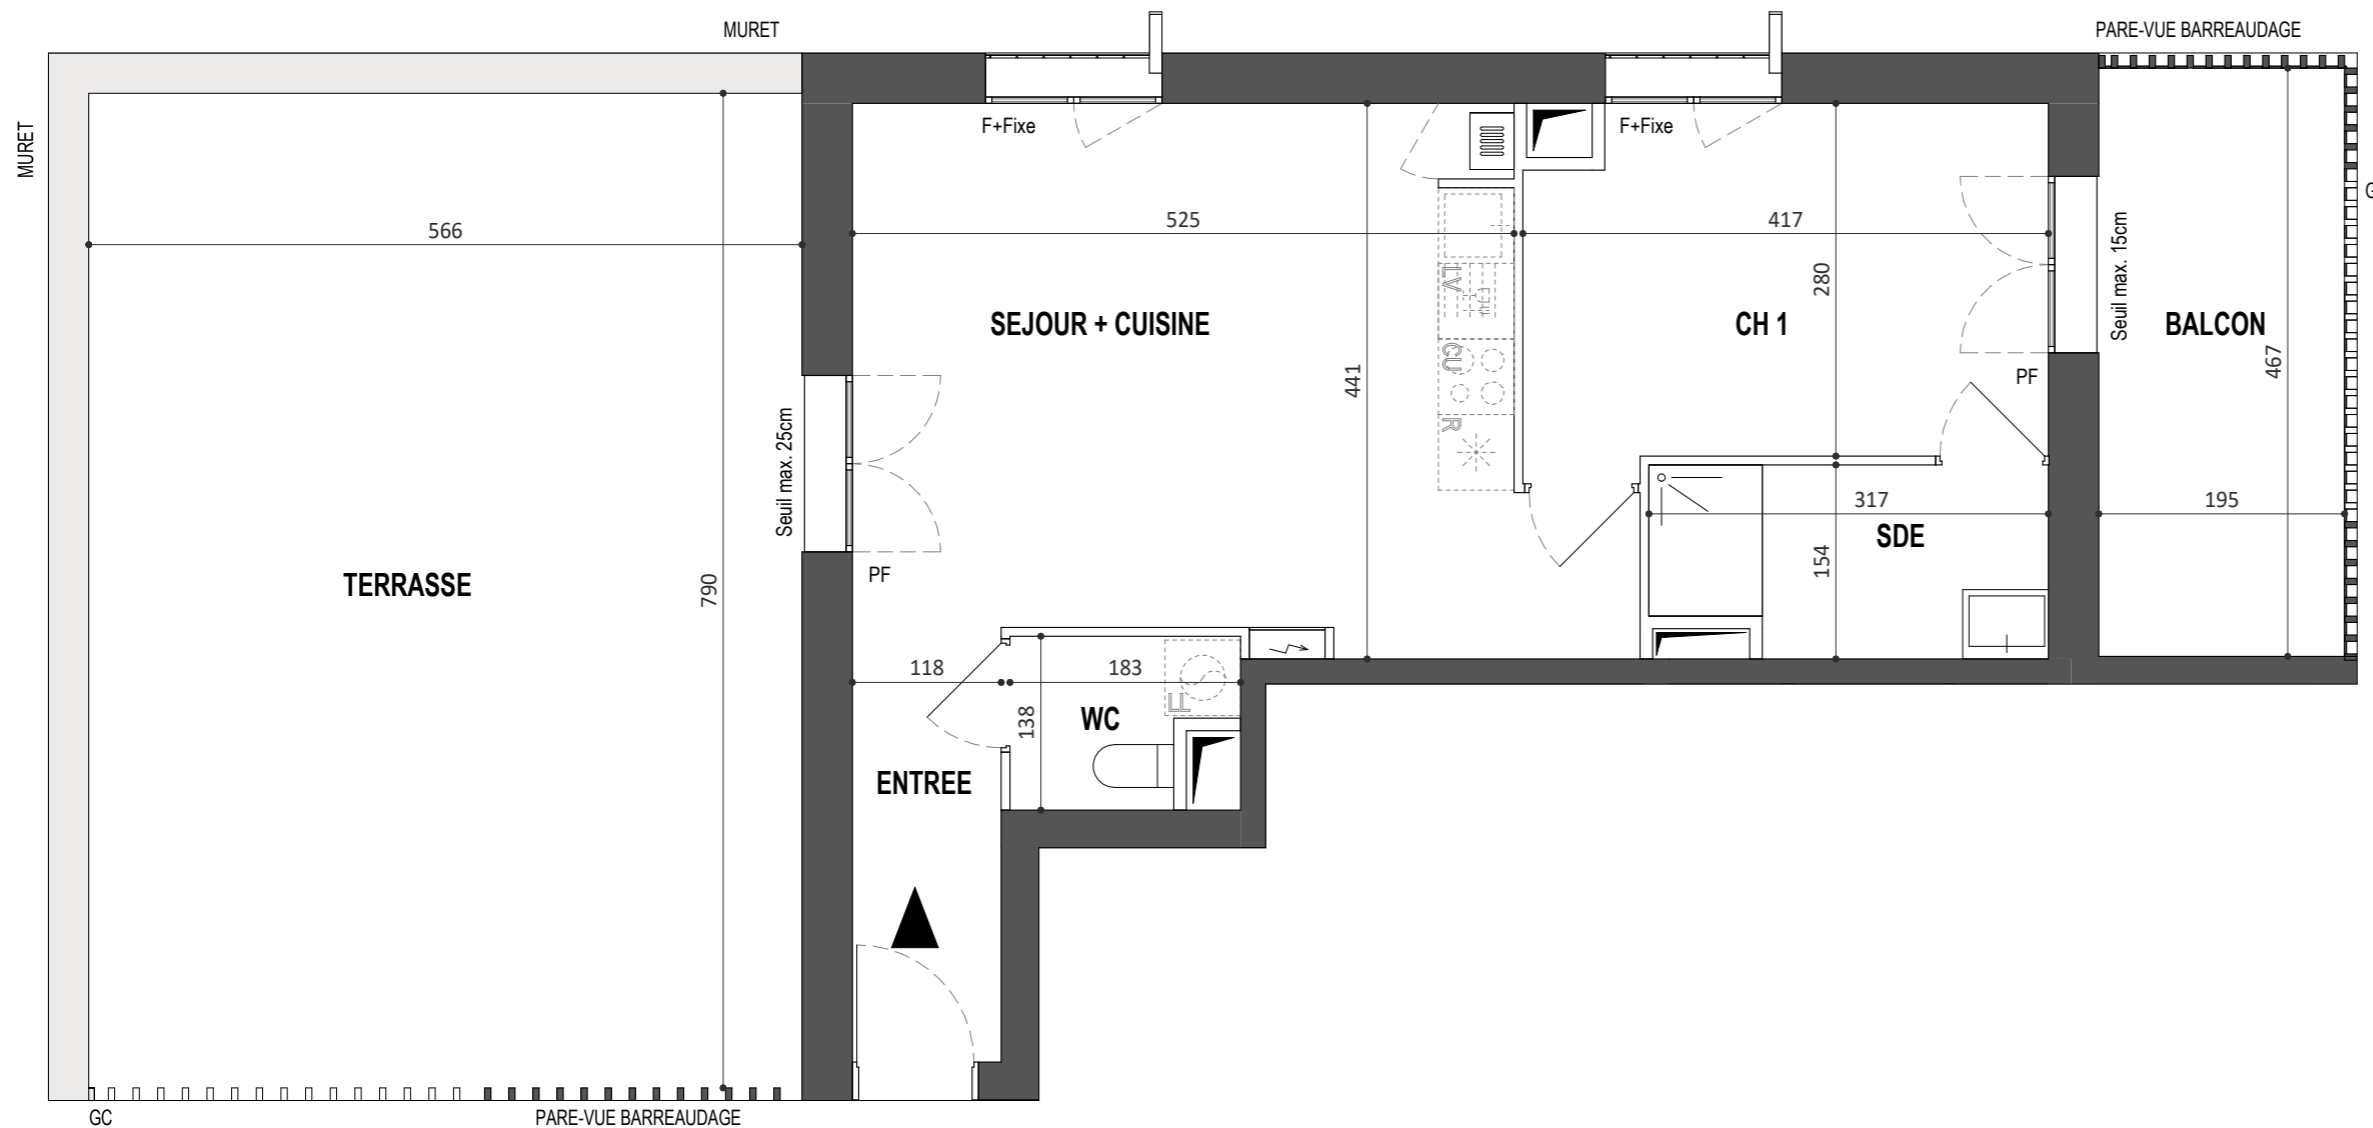 MURET
PARE-VUE BARREAUDAGE
MURET
F+Fixe
F+Fixe
G
566
525
417
280
Seuil max. 15cm
LV
SEJOUR + CUISINE
CH 1
BALCON
441
CU
467
PF
R
Seuil max. 25cm
317
195
SDE
154
PF
TERRASSE
790
118
183
LL
138
WC
ENTREE
GC
PARE-VUE BARREAUDAGE